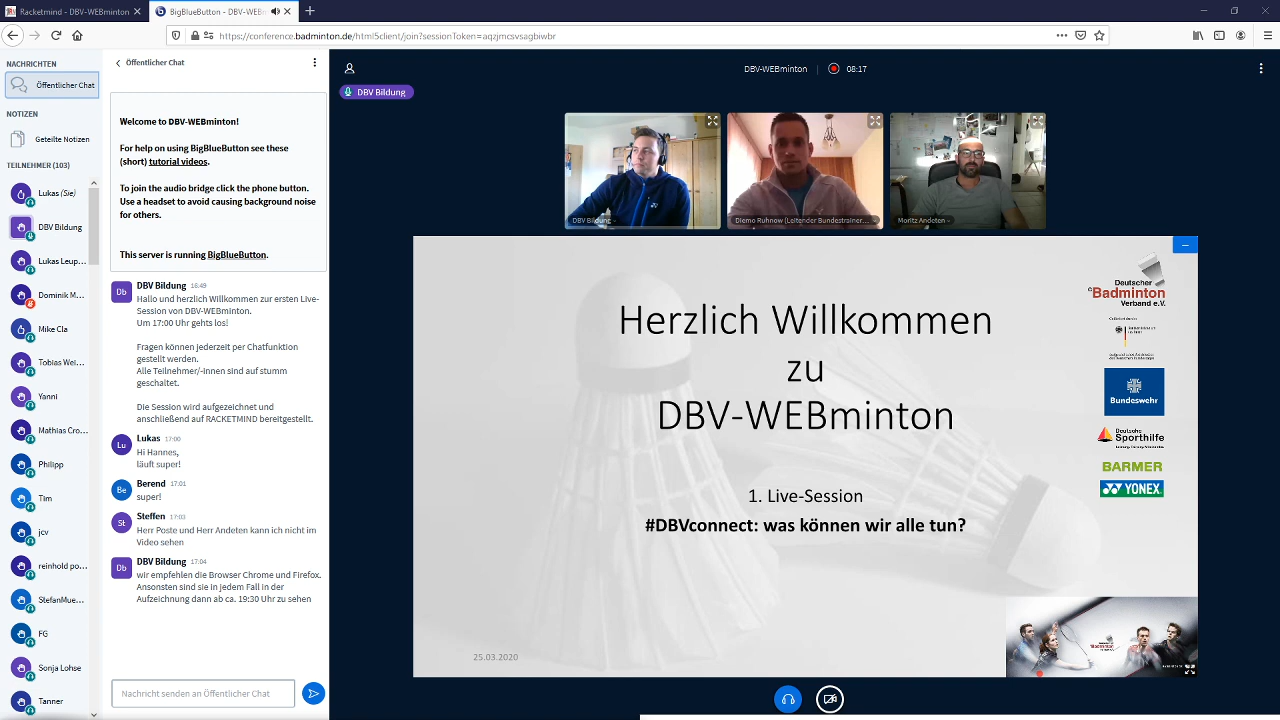 Racketmind - DBV-WEBminton
BigBlueButton - DBV-WEBm
https://conference.badminton.de/html5client/join?sessionToken=aqzjmcsvsagbiwbr
NACHRICHTEN
Öffentlicher Chat
NOTIZEN
Geteilte Notizen
TEILNEHMER (103)
Lukas (Sie)
DBV Bildung
Lukas Leup...
Dominik M...
Mike Cla
Tobias Wel...
Yanni
Mathias Cro...
Philipp
Tim
jcv
reinhold po...
StefanMue...
FG
Sonja Lohse
Tanner
Öffentlicher Chat
Welcome to DBV-WEBminton!
For help on using BigBlueButton see these
(short) tutorial videos.
To join the audio bridge click the phone button.
Use a headset to avoid causing background noise
for others.
This server is running BigBlueButton.
Db
DBV Bildung 16:49
Hallo und herzlich Willkommen zur ersten Live-
Session von DBV-WEBminton.
Um 17:00 Uhr gehts los!
Fragen können jederzeit per Chatfunktion
gestellt werden.
Alle Teilnehmer/-Innen sind auf stumm
geschaltet.
Die Session wird aufgezeichnet und
anschließend auf RACKETMIND bereitgestellt.
Lu
Lukas 17:00
Hi Hannes,
läuft super!
Be
Berend 17:01
super!
St
Steffen 17:03
Herr Poste und Herr Andeten kann ich nicht im
Video sehen
Db
DBV Bildung 17:04
wir empfehlen die Browser Chrome und Firefox.
Ansonsten sind sie in jedem Fall in der
Aufzeichnung dann ab ca. 19:30 Uhr zu sehen
Nachricht senden an Öffentlicher Chat
DBV-WEBminton
08:17
DBV Bildung
DBV Bildung
Diemo Ruhnow (Leitender Bundestrainer...
Moritz Andeten
Herzlich Willkommen
zu
DBV-WEBminton
1. Live-Session
#DBVconnect: was können wir alle tun?
25.03.2020
Deutscher
Badminton
Verband e.V.
Bundeswehr
Deutsche
Sporthilfe
BARMER
YONEX